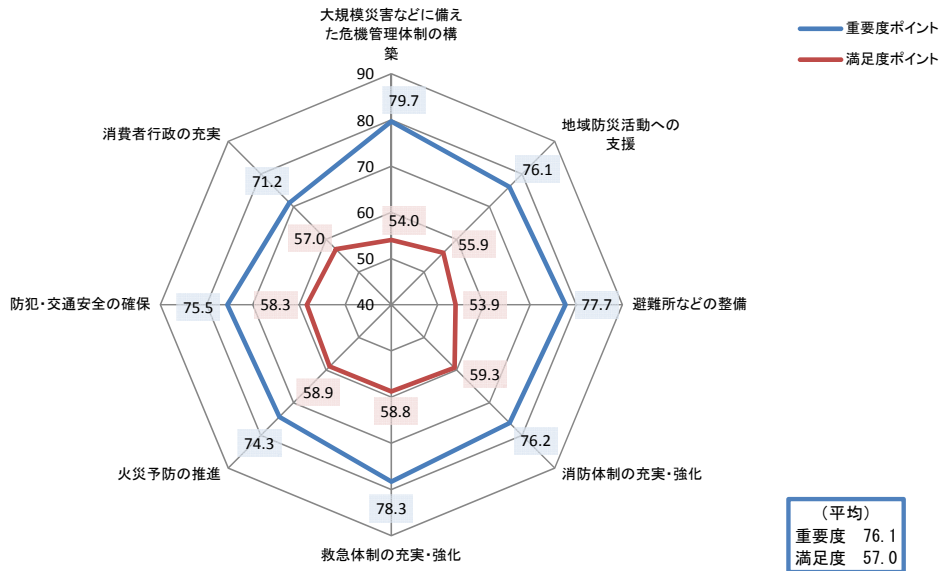 大規模災害などに備え
た危機管理体制の構
築
重要度ポイント
満足度ポイント
90
80
70
60
50
40
79.7
地域防災活動への
支援
76.1
避難所などの整備
77.7
消防体制の充実・強化
76.2
救急体制の充実・強化
78.3
火災予防の推進
74.3
防犯・交通安全の確保
75.5
消費者行政の充実
71.2
54.0
55.9
53.9
59.3
58.8
58.9
58.3
57.0
（平均）
重要度 76.1
満足度 57.0